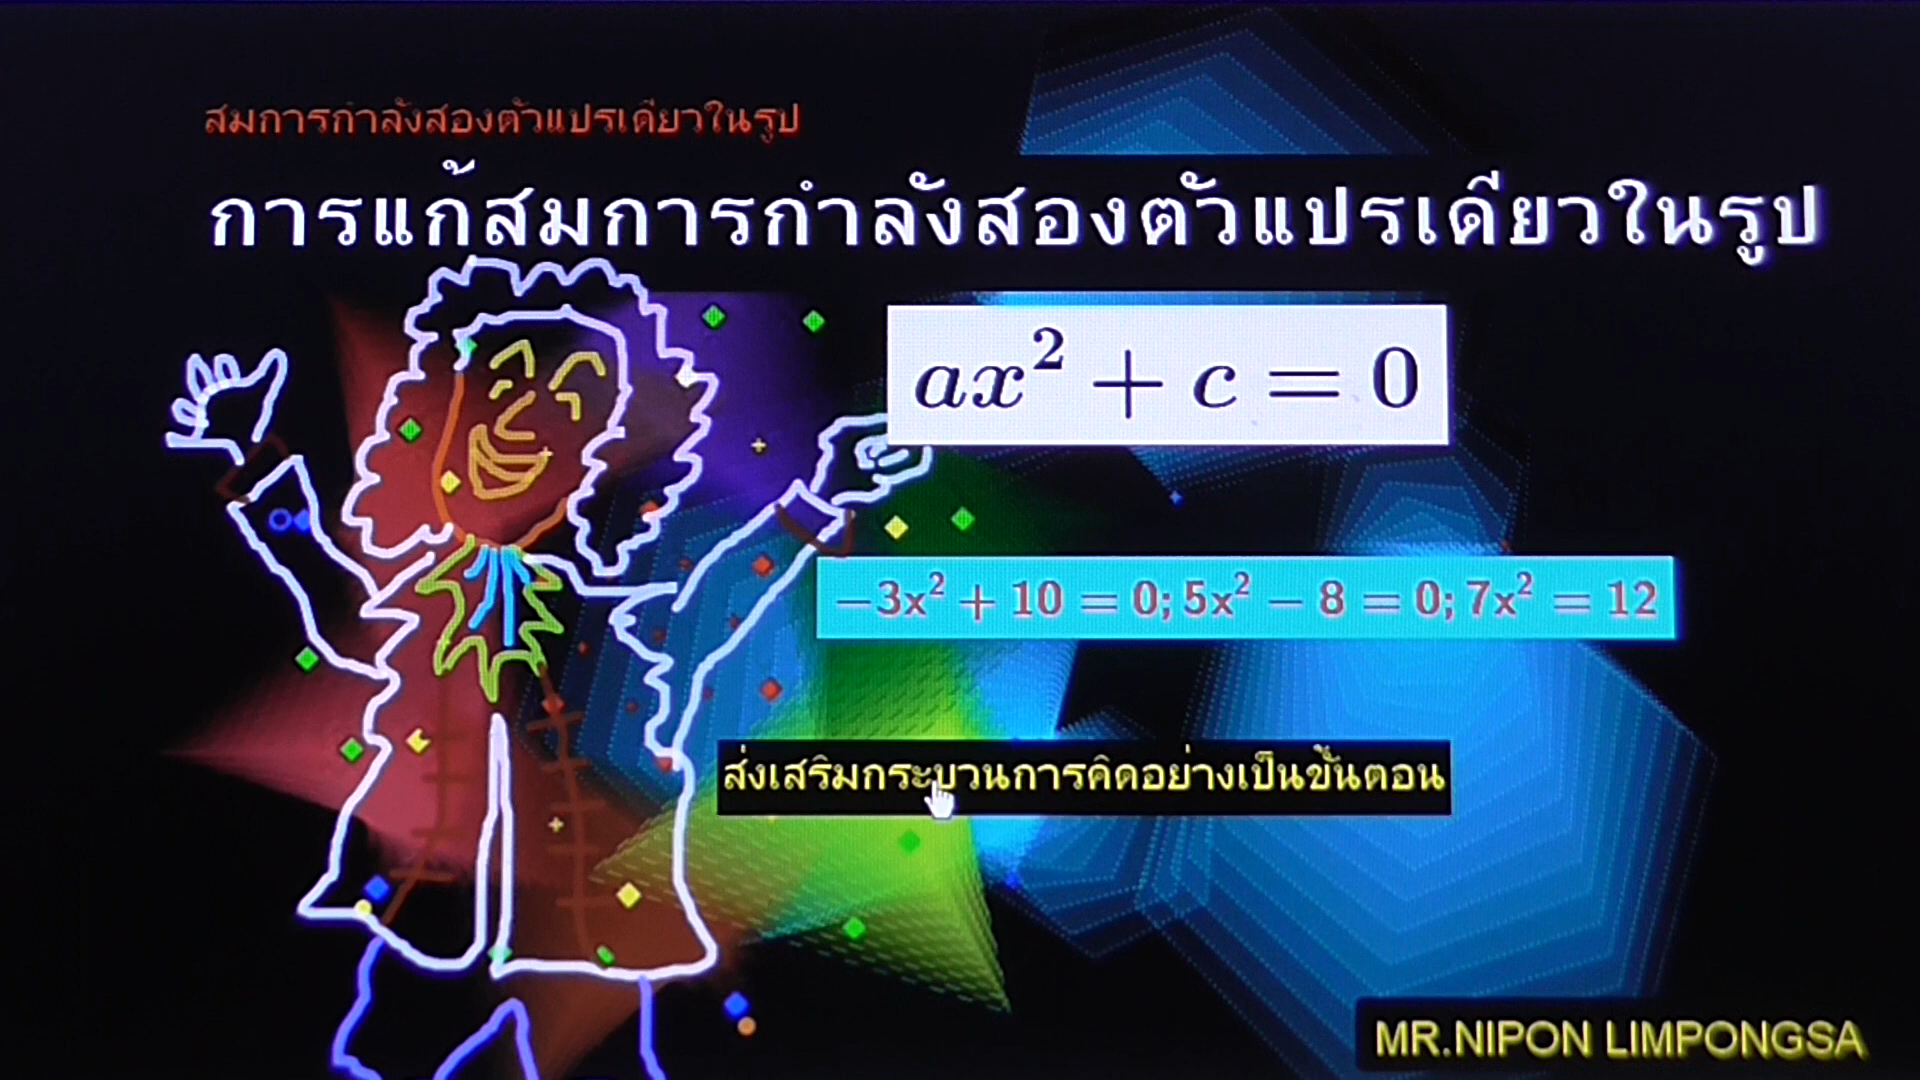 สมการกำลังสองตัวแปรเดียวในรูป
การแก้สมการกำลังสองตัวแปรเดียวในรูป
ax² + c = 0
−3x² + 10 = 0; 5x² − 8 = 0; 7x² = 12
ส่งเสริมกระบวนการคิดอย่างเป็นขั้นตอน
MR.NIPON LIMPONGSA